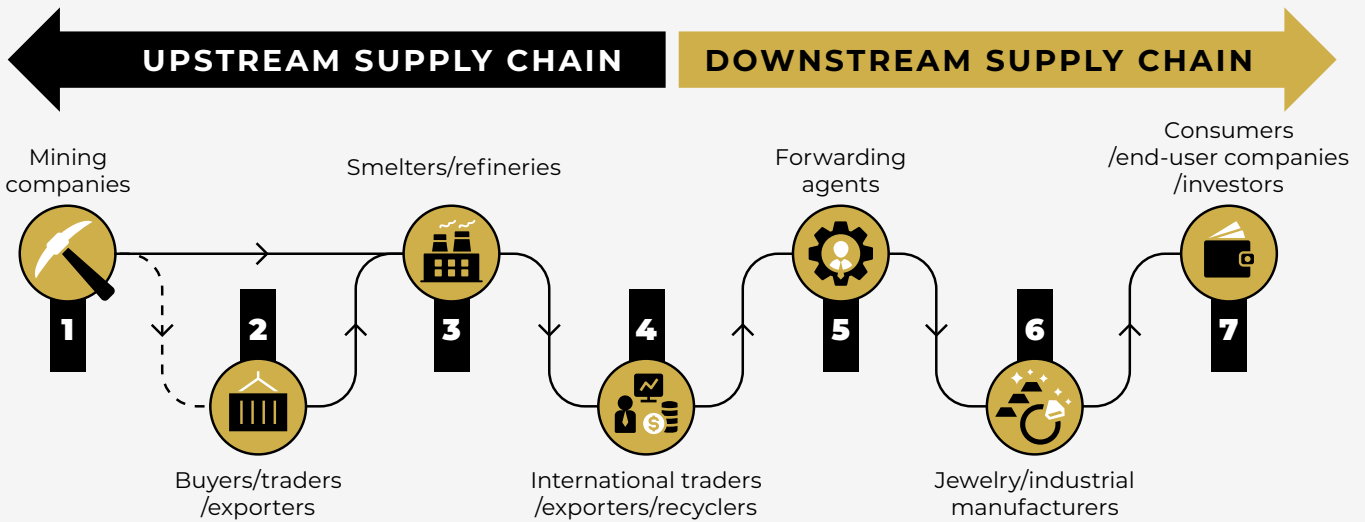 UPSTREAM SUPPLY CHAIN
DOWNSTREAM SUPPLY CHAIN
Mining
companies
1
2
Buyers/traders
/exporters
Smelters/refineries
3
4
International traders
/exporters/recyclers
Forwarding
agents
5
6
Jewelry/industrial
manufacturers
Consumers
/end-user companies
/investors
7
$